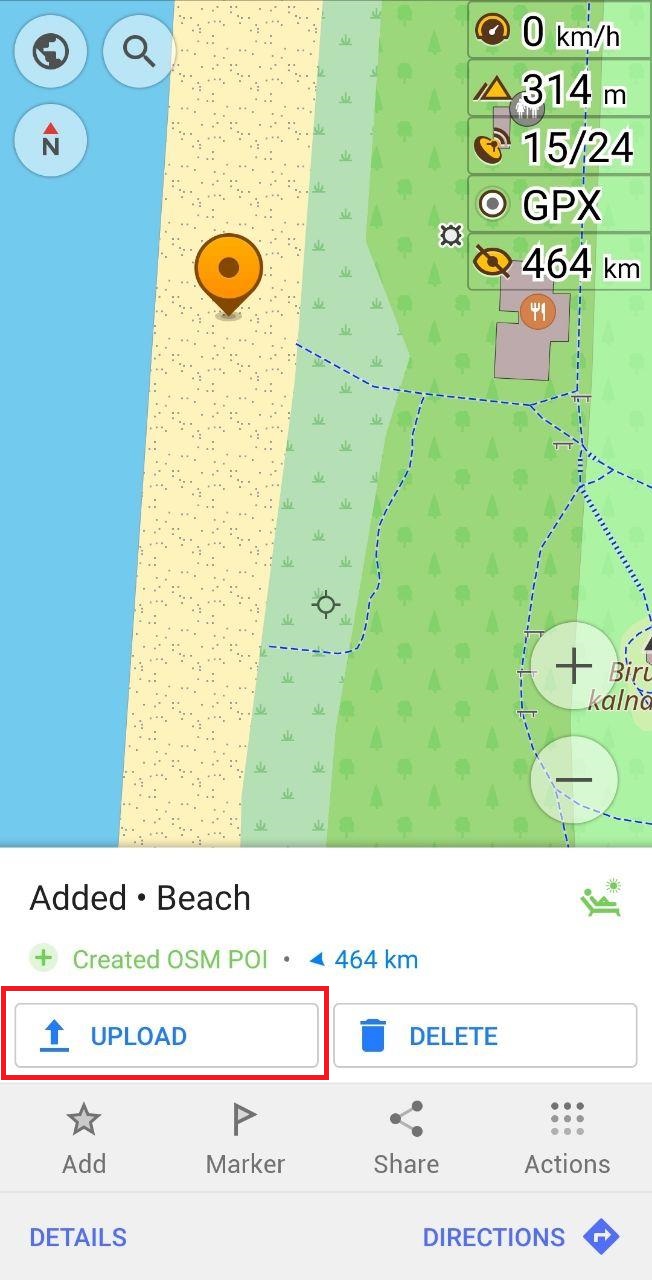 0 km/h
314 m
N
15/24
GPX
464 km
Biru
kalna
Added • Beach
Created OSM POI • 464 km
UPLOAD
DELETE
Add
Marker
Share
Actions
DETAILS
DIRECTIONS